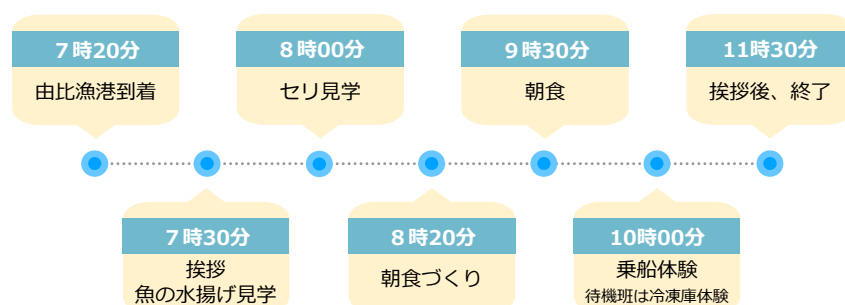 7時20分
由比漁港到着
7時30分
挨拶
魚の水揚げ見学
8時00分
セリ見学
8時20分
朝食づくり
9時30分
朝食
10時00分
乗船体験
待機班は冷凍庫体験
11時30分
挨拶後、終了